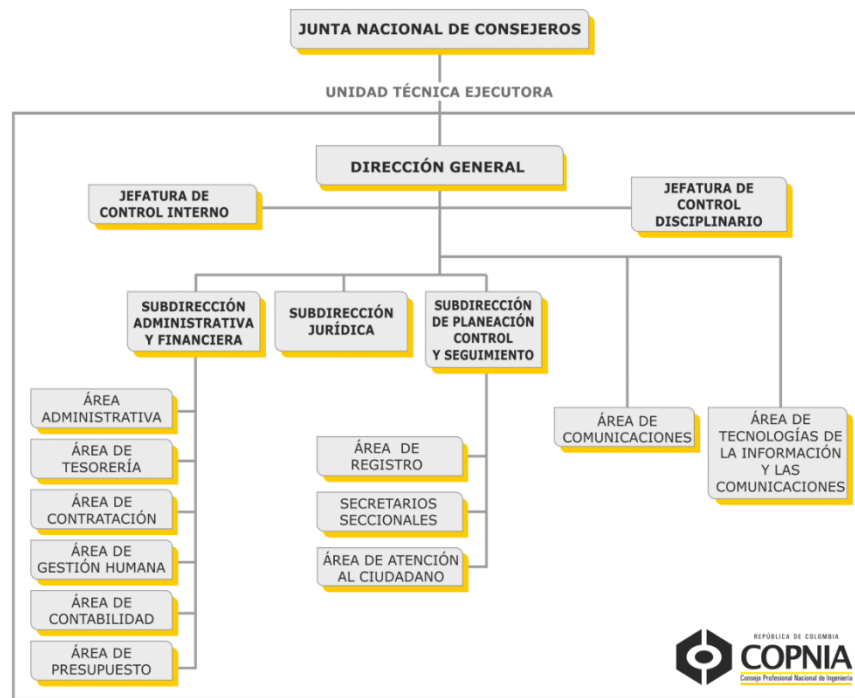 JUNTA NACIONAL DE CONSEJEROS
UNIDAD TÉCNICA EJECUTORA
DIRECCIÓN GENERAL
JEFATURA DE
CONTROL INTERNO
JEFATURA DE
CONTROL
DISCIPLINARIO
SUBDIRECCIÓN
ADMINISTRATIVA
Y FINANCIERA
SUBDIRECCIÓN
JURÍDICA
SUBDIRECCIÓN
DE PLANEACIÓN
CONTROL
Y SEGUIMIENTO
ÁREA
ADMINISTRATIVA
ÁREA DE
TESORERÍA
ÁREA DE
CONTRATACIÓN
ÁREA DE
GESTIÓN HUMANA
ÁREA DE
CONTABILIDAD
ÁREA DE
PRESUPUESTO
ÁREA DE
REGISTRO
SECRETARIOS
SECCIONALES
ÁREA DE ATENCIÓN
AL CIUDADANO
ÁREA DE
COMUNICACIONES
ÁREA DE
TECNOLOGÍAS DE
LA INFORMACIÓN
Y LAS
COMUNICACIONES
REPÚBLICA DE COLOMBIA
COPNIA
Consejo Profesional Nacional de Ingeniería